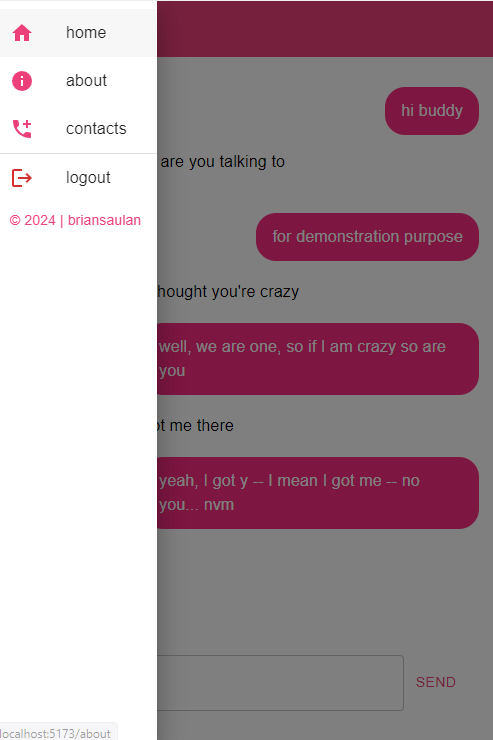 home
about
contacts
logout
© 2024 | briansaulan
hi buddy
are you talking to
for demonstration purpose
hought you're crazy
well, we are one, so if I am crazy so are
you
ot me there
yeah, I got y -- I mean I got me -- no
you... nvm
SEND
localhost:5173/about